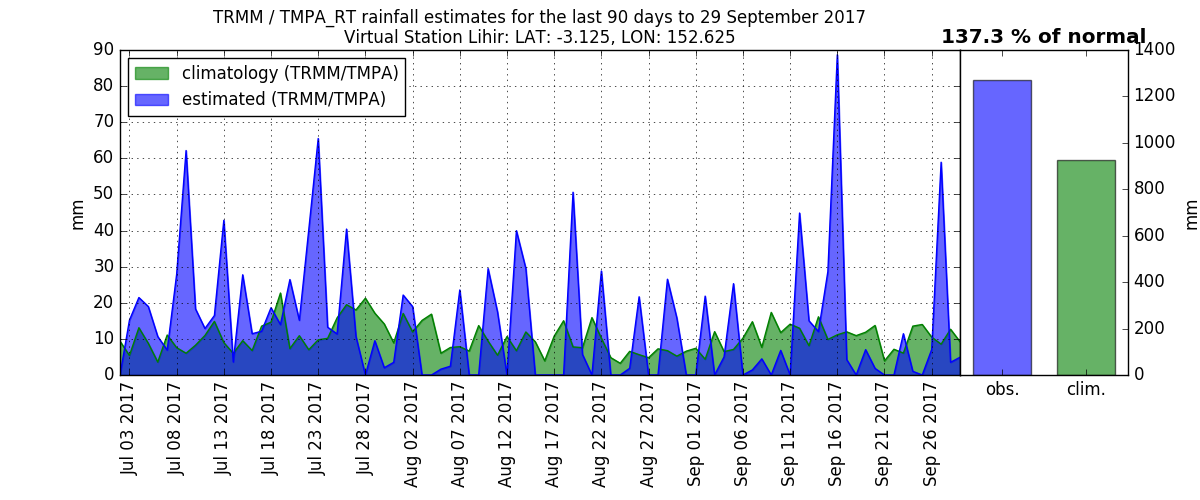 TRMM / TMPA_RT rainfall estimates for the last 90 days to 29 September 2017
Virtual Station Lihir: LAT: -3.125, LON: 152.625
137.3 % of normal
climatology (TRMM/TMPA)
estimated (TRMM/TMPA)
mm
90
80
70
60
50
40
30
20
10
0
Jul 03 2017
Jul 08 2017
Jul 13 2017
Jul 18 2017
Jul 23 2017
Jul 28 2017
Aug 02 2017
Aug 07 2017
Aug 12 2017
Aug 17 2017
Aug 22 2017
Aug 27 2017
Sep 01 2017
Sep 06 2017
Sep 11 2017
Sep 16 2017
Sep 21 2017
Sep 26 2017
obs.
clim.
1400
1200
1000
800
600
400
200
0
mm